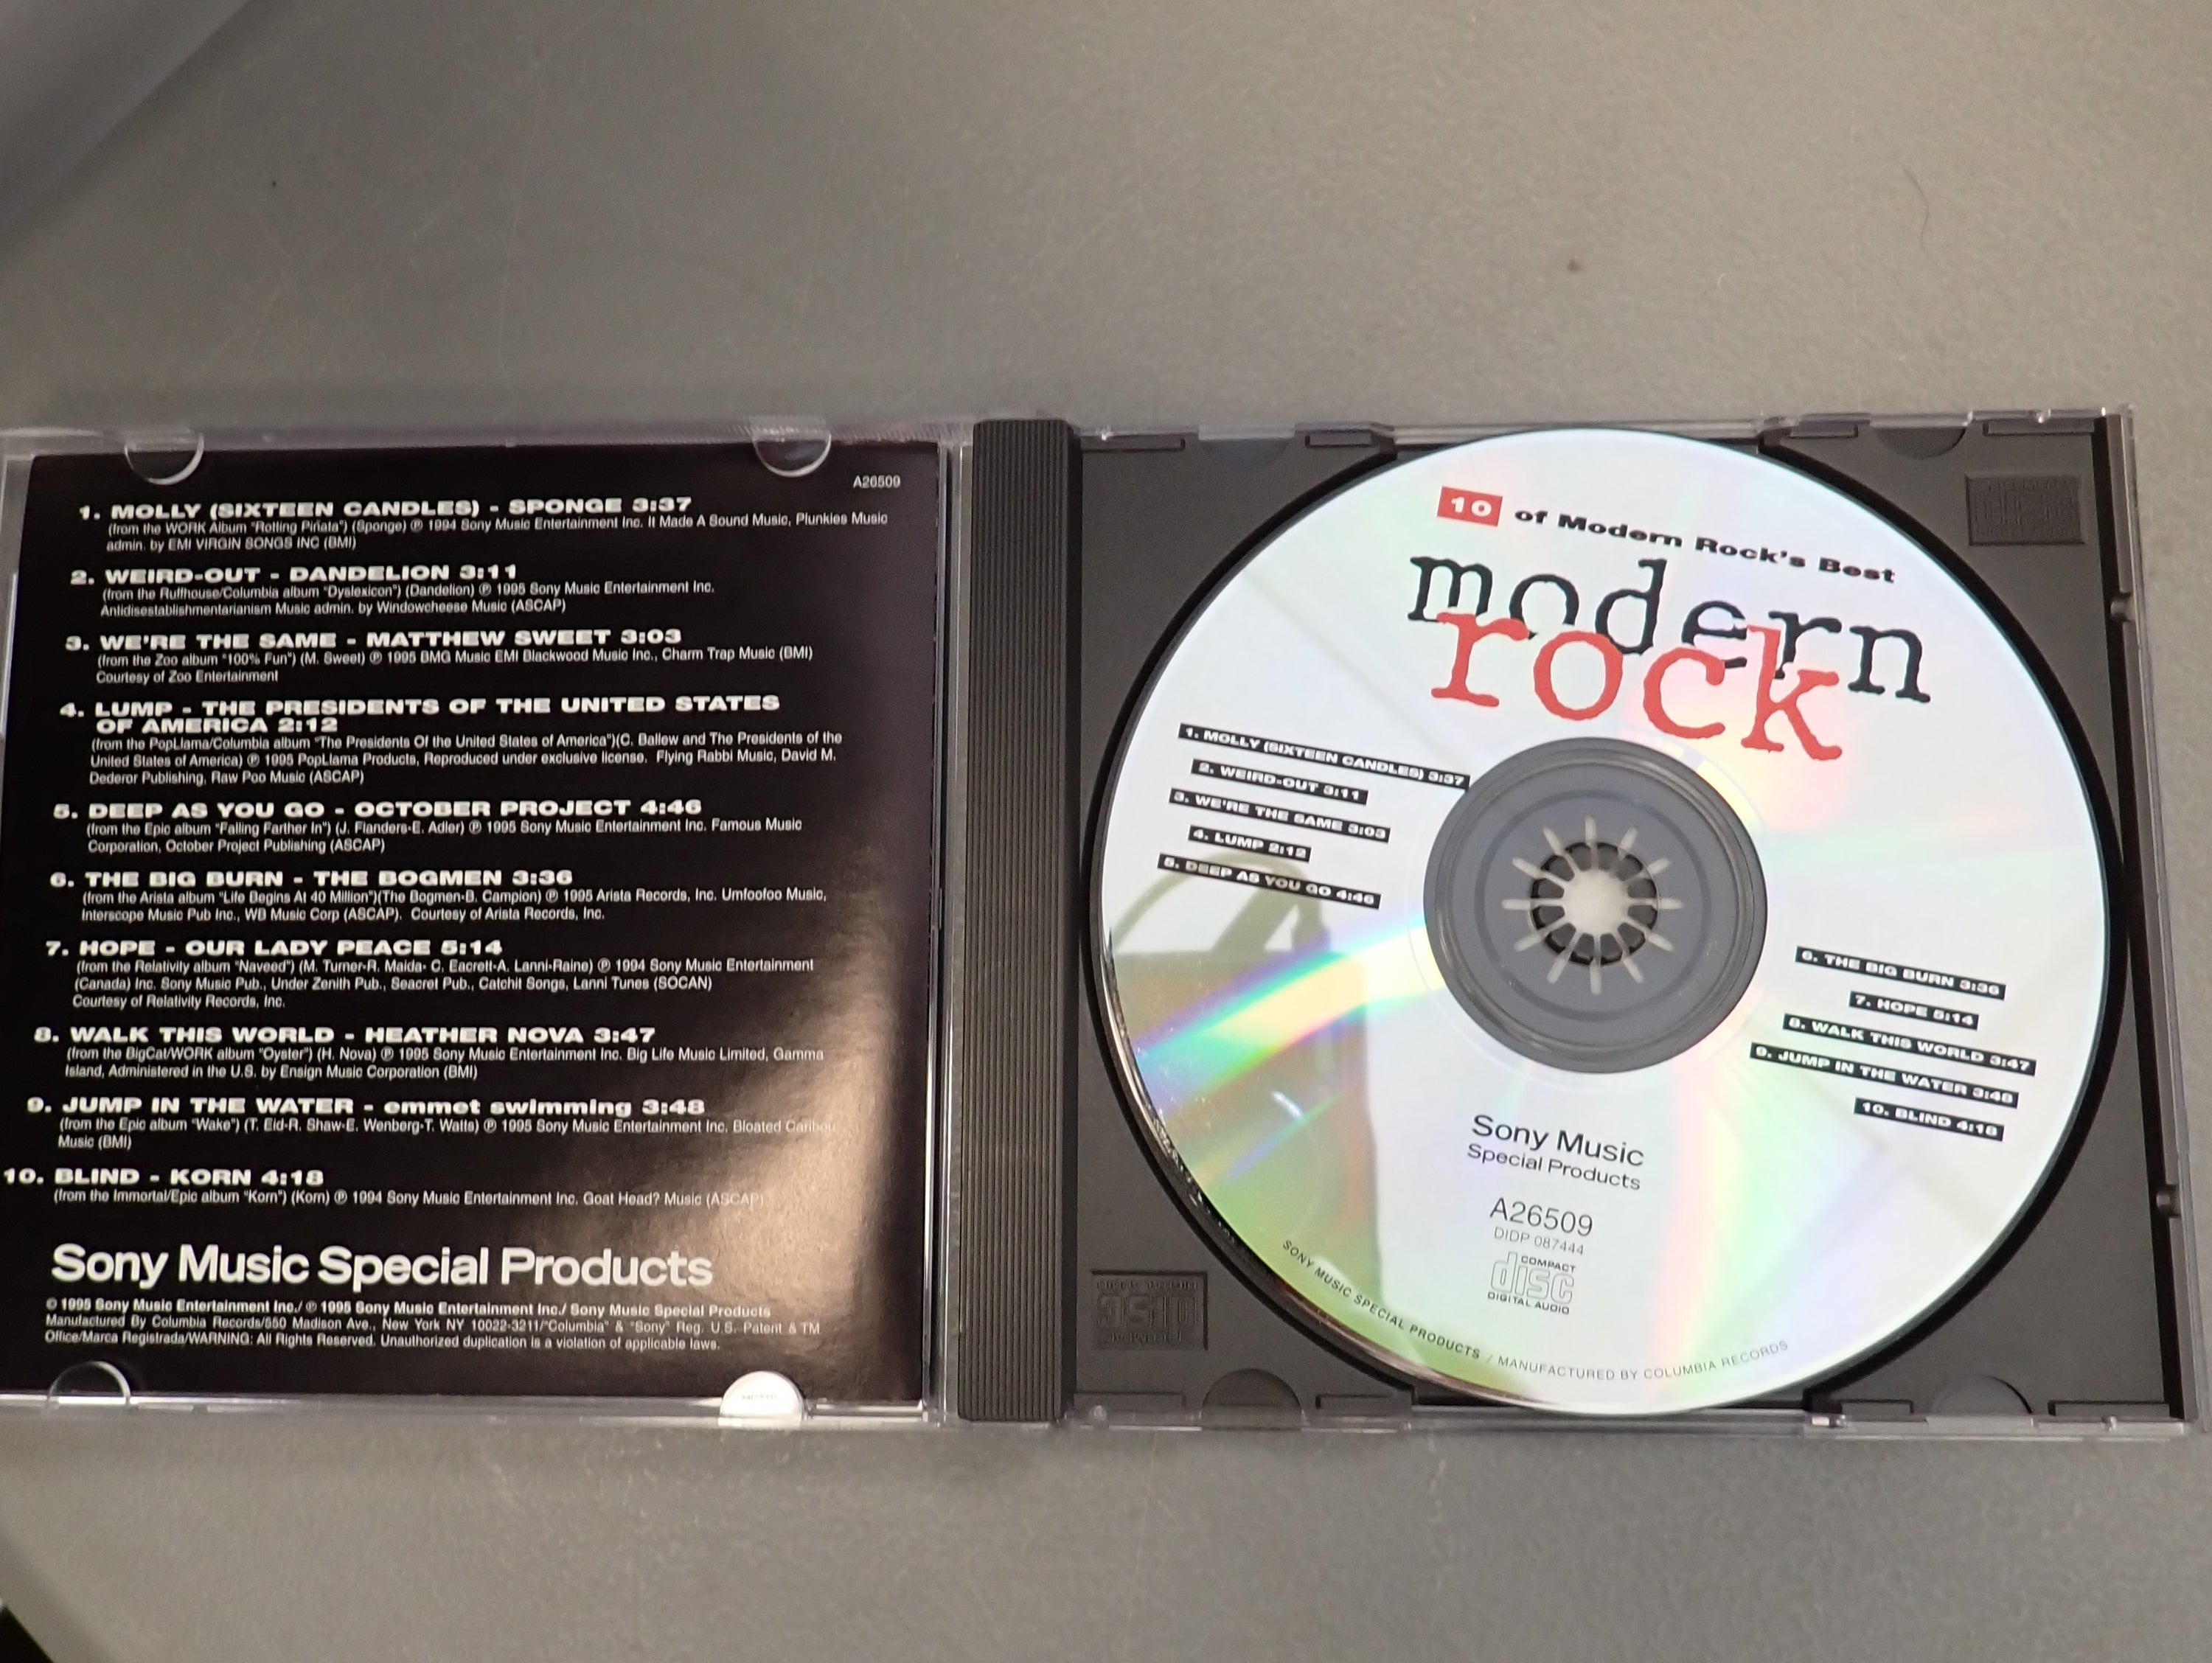 A26509
1. MOLLY (SIXTEEN CANDLES) - SPONGE 3:37
(from the WORK Album "Rotting Piñata") (Sponge) ℗ 1994 Sony Music Entertainment Inc. It Made A Sound Music, Plunkies Music
admin. by EMI VIRGIN SONGS INC (BMI)
2. WEIRD-OUT - DANDELION 3:11
(from the Ruffhouse/Columbia album "Dyslexicon") (Dandelion) ℗ 1995 Sony Music Entertainment Inc.
Antidisestablishmentarianism Music admin. by Windowcheese Music (ASCAP)
3. WE'RE THE SAME - MATTHEW SWEET 3:03
(from the Zoo album "100% Fun") (M. Sweet) ℗ 1995 BMG Music EMI Blackwood Music Inc., Charm Trap Music (BMI)
Courtesy of Zoo Entertainment
4. LUMP - THE PRESIDENTS OF THE UNITED STATES
OF AMERICA 2:12
(from the PopLlama/Columbia album "The Presidents Of the United States of America")(C. Ballew and The Presidents of the
United States of America) ℗ 1995 PopLlama Products, Reproduced under exclusive license. Flying Rabbi Music, David M.
Dederor Publishing, Raw Poo Music (ASCAP)
5. DEEP AS YOU GO - OCTOBER PROJECT 4:46
(from the Epic album "Falling Farther In") (J. Flanders-E. Adler) ℗ 1995 Sony Music Entertainment Inc. Famous Music
Corporation, October Project Publishing (ASCAP)
6. THE BIG BURN - THE BOGMEN 3:36
(from the Arista album "Life Begins At 40 Million")(The Bogmen-B. Campion) ℗ 1995 Arista Records, Inc. Umfoofoo Music,
Interscope Music Pub Inc., WB Music Corp (ASCAP). Courtesy of Arista Records, Inc.
7. HOPE - OUR LADY PEACE 5:14
(from the Relativity album "Naveed") (M. Turner-R. Maida- C. Eacrett-A. Lanni-Raine) ℗ 1994 Sony Music Entertainment
(Canada) Inc. Sony Music Pub., Under Zenith Pub., Seacret Pub., Catchit Songs, Lanni Tunes (SOCAN)
Courtesy of Relativity Records, Inc.
8. WALK THIS WORLD - HEATHER NOVA 3:47
(from the BigCat/WORK album "Oyster") (H. Nova) ℗ 1995 Sony Music Entertainment Inc. Big Life Music Limited, Gamma
Island, Administered in the U.S. by Ensign Music Corporation (BMI)
9. JUMP IN THE WATER - emmet swimming 3:48
(from the Epic album "Wake") (T. Eid-R. Shaw-E. Wenberg-T. Watts) ℗ 1995 Sony Music Entertainment Inc. Bloated Caribou
Music (BMI)
10. BLIND - KORN 4:18
(from the Immortal/Epic album "Korn") (Korn) ℗ 1994 Sony Music Entertainment Inc. Goat Head? Music (ASCAP)
Sony Music Special Products
© 1995 Sony Music Entertainment Inc./ ℗ 1995 Sony Music Entertainment Inc./ Sony Music Special Products
Manufactured By Columbia Records/550 Madison Ave., New York NY 10022-3211/"Columbia" & "Sony" Reg. U.S. Patent & TM
Office/Marca Registrada/WARNING: All Rights Reserved. Unauthorized duplication is a violation of applicable laws.
10 of Modern Rock's Best
modern
rock
1. MOLLY (SIXTEEN CANDLES) 3:37
2. WEIRD-OUT 3:11
3. WE'RE THE SAME 3:03
4. LUMP 2:12
5. DEEP AS YOU GO 4:46
6. THE BIG BURN 3:36
7. HOPE 5:14
8. WALK THIS WORLD 3:47
9. JUMP IN THE WATER 3:48
10. BLIND 4:18
Sony Music
Special Products
A26509
DIDP 087444
COMPACT
disc
DIGITAL AUDIO
SONY MUSIC SPECIAL PRODUCTS / MANUFACTURED BY COLUMBIA RECORDS